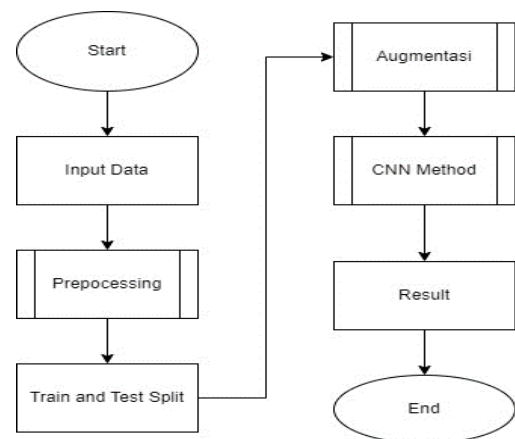 Start
Input Data
Prepocessing
Train and Test Split
Augmentasi
CNN Method
Result
End